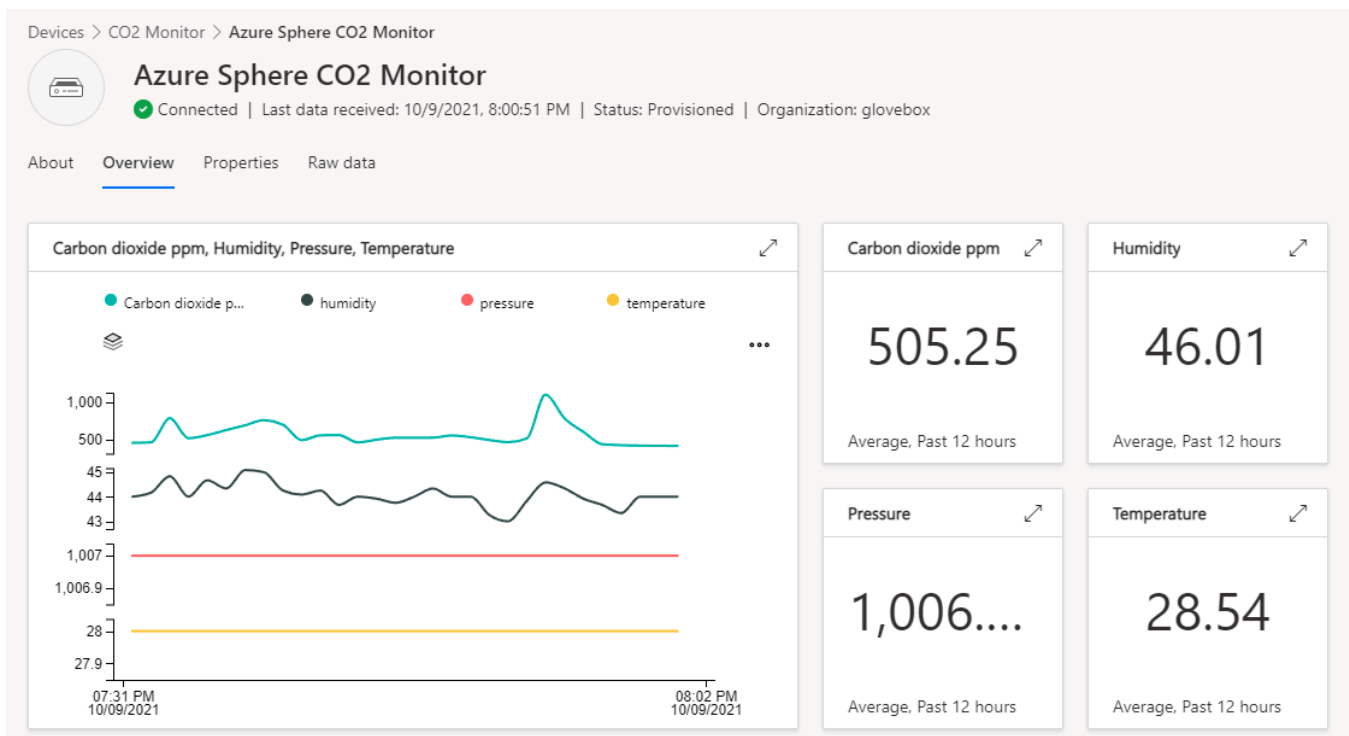 Devices > CO2 Monitor > Azure Sphere CO2 Monitor
Azure Sphere CO2 Monitor
Connected | Last data received: 10/9/2021, 8:00:51 PM | Status: Provisioned | Organization: glovebox
About Overview Properties Raw data
Carbon dioxide ppm, Humidity, Pressure, Temperature
Carbon dioxide p... humidity pressure temperature
1,000
500
45
44
43
1,007
1,006.9
28
27.9
07:31 PM 08:02 PM
10/09/2021 10/09/2021
Carbon dioxide ppm
505.25
Average, Past 12 hours
Humidity
46.01
Average, Past 12 hours
Pressure
1,006....
Average, Past 12 hours
Temperature
28.54
Average, Past 12 hours